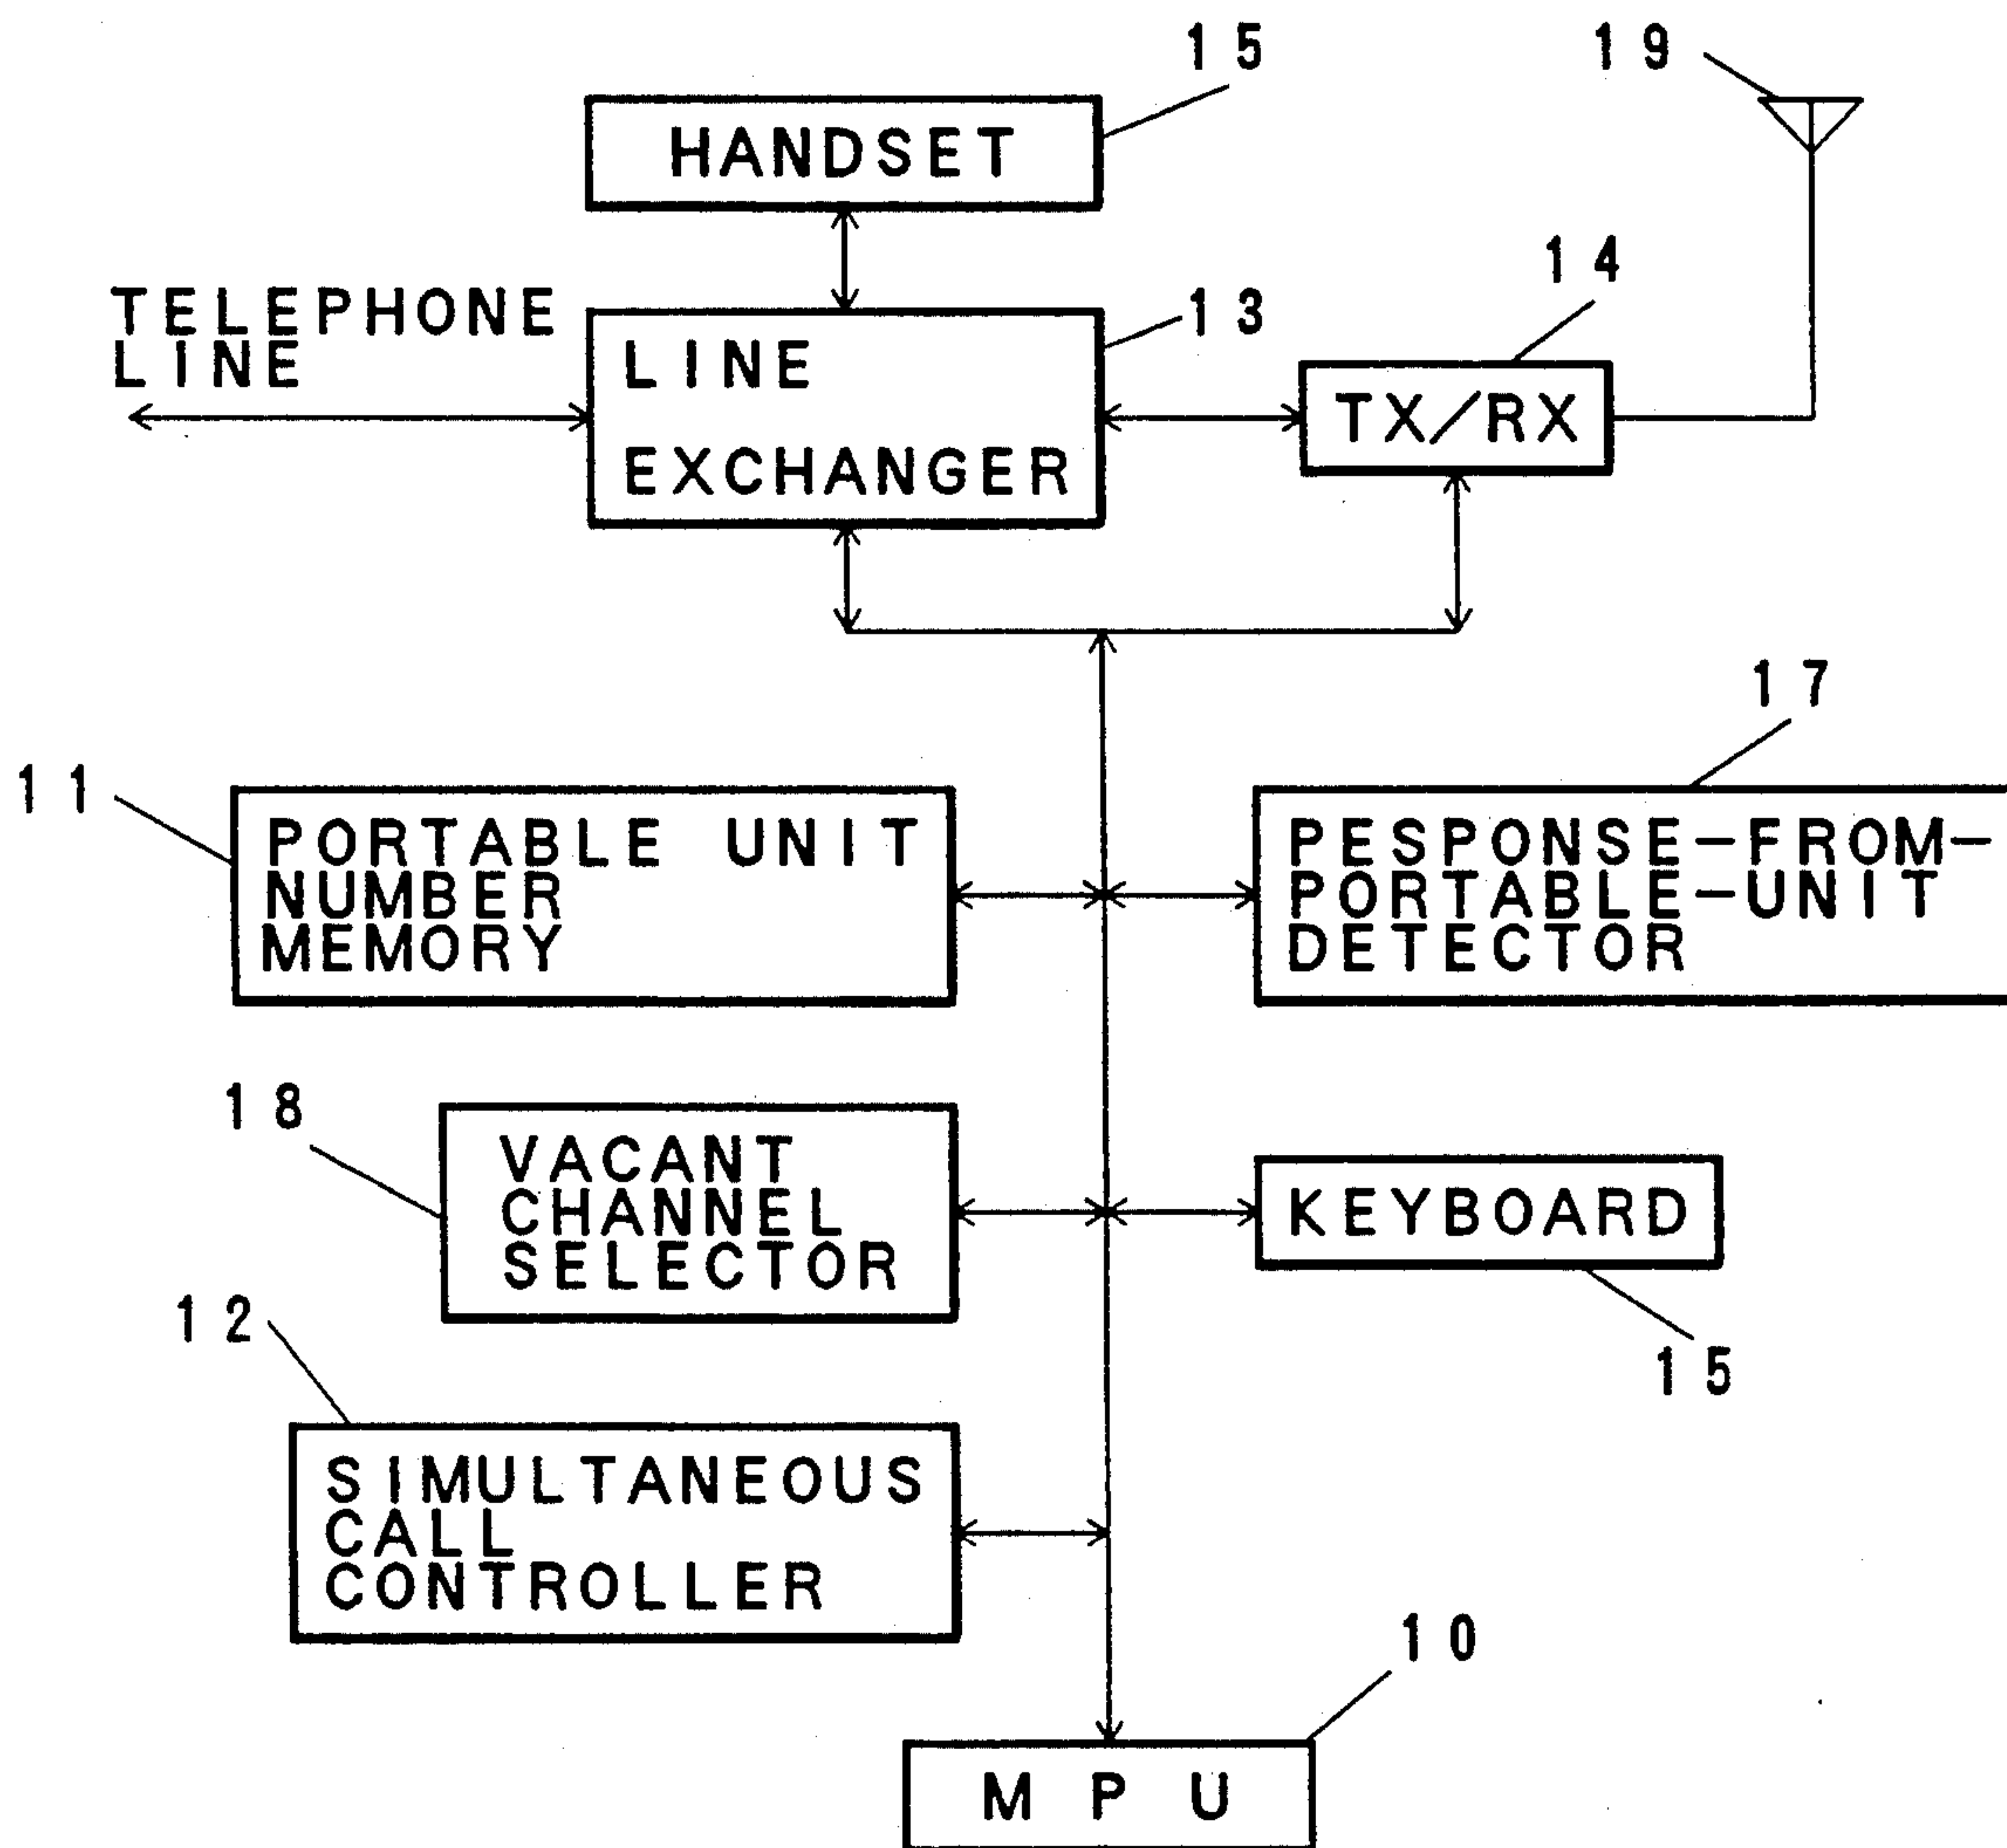 15
19
HANDSET
14
TELEPHONE
LINE
13
LINE
EXCHANGER
TX/RX
17
11
PORTABLE UNIT
NUMBER
MEMORY
PESPONSE-FROM-
PORTABLE-UNIT
DETECTOR
18
VACANT
CHANNEL
SELECTOR
KEYBOARD
12
15
SIMULTANEOUS
CALL
CONTROLLER
10
MPU